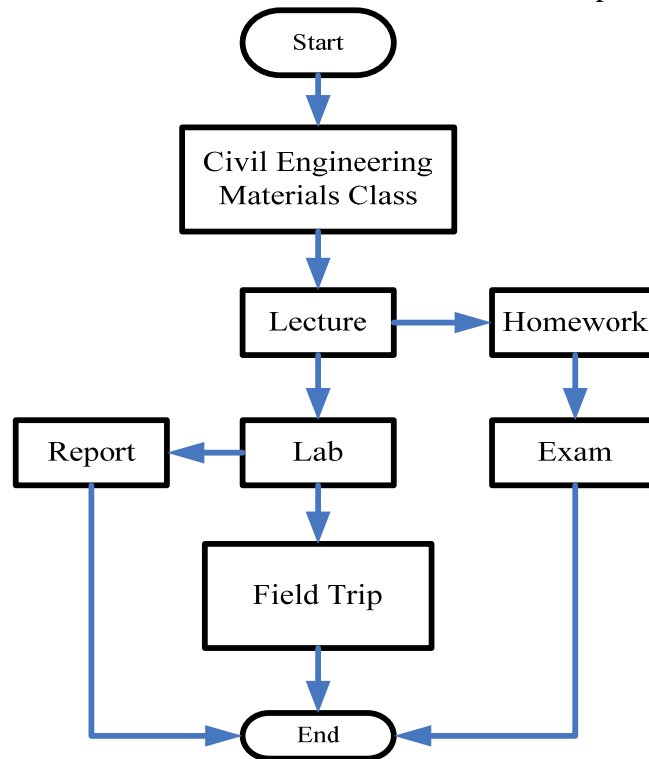 Start
Civil Engineering
Materials Class
Lecture
Homework
Report
Lab
Exam
Field Trip
End